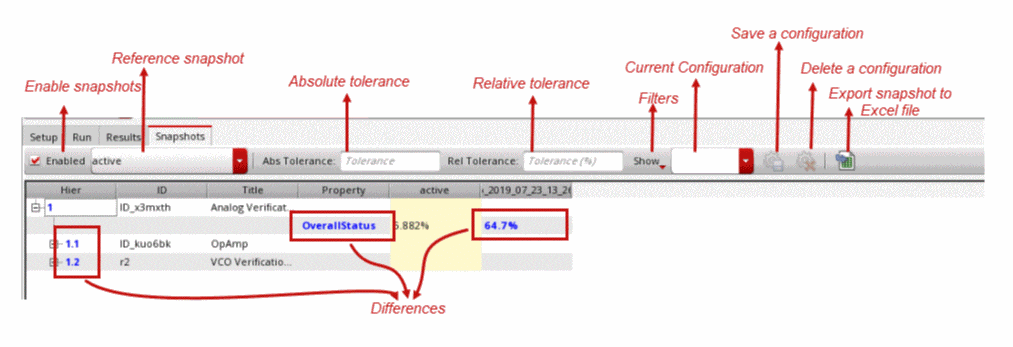 Save a configuration
Reference snapshot
Enable snapshots
Absolute tolerance
Relative tolerance
Current Configuration
Delete a configuration
Filters
Export snapshot to
Excel file
Setup Run Results Snapshots
Enabled active Abs Tolerance: Tolerance Rel Tolerance: Tolerance (%) Show
Hier ID Title Property active 2019_07_23_13_26
1 ID_x3mxth Analog Verificat...
OverallStatus 5.882% 64.7%
1.1 ID_kuo6bk OpAmp
1.2 r2 VCO Verificatio...
Differences